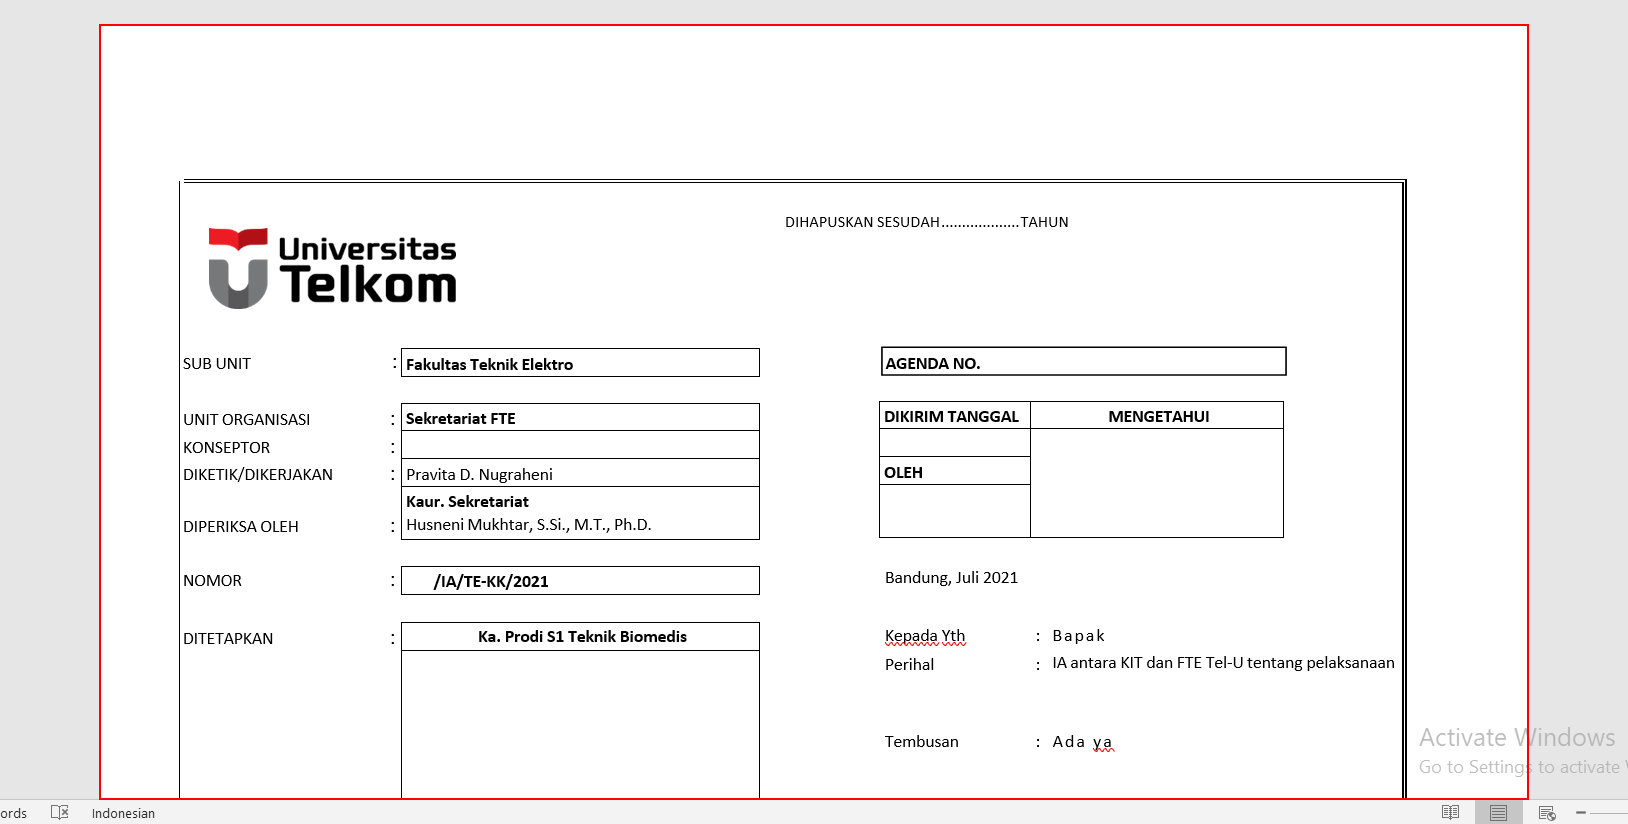 DIHAPUSKAN SESUDAH...................TAHUN
Universitas
Telkom
SUB UNIT : Fakultas Teknik Elektro
AGENDA NO.
UNIT ORGANISASI : Sekretariat FTE
KONSEPTOR :
DIKETIK/DIKERJAKAN : Pravita D. Nugraheni
Kaur. Sekretariat
DIPERIKSA OLEH : Husneni Mukhtar, S.Si., M.T., Ph.D.
DIKIRIM TANGGAL MENGETAHUI
OLEH
NOMOR : /IA/TE-KK/2021
Bandung, Juli 2021
DITETAPKAN : Ka. Prodi S1 Teknik Biomedis
Kepada Yth : Bapak
Perihal : IA antara KIT dan FTE Tel-U tentang pelaksanaan
Tembusan : Ada ya
Activate Windows
Go to Settings to activate
ords Indonesian